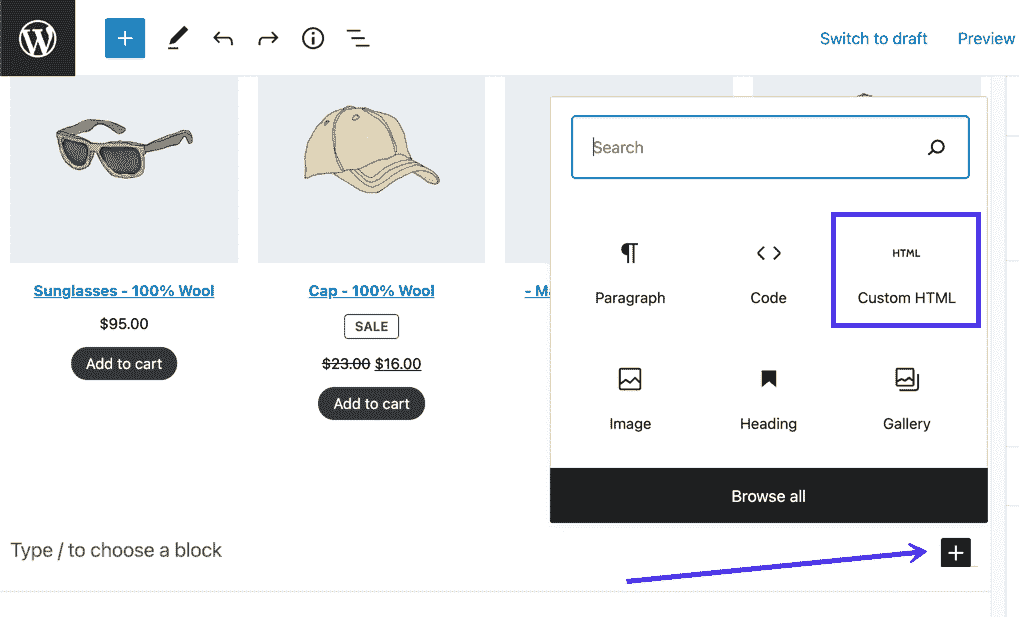 Switch to draft
Preview
Search
Paragraph
Code
HTML
Custom HTML
Image
Heading
Gallery
Browse all
Sunglasses - 100% Wool
$95.00
Add to cart
Cap - 100% Wool
SALE
$23.00 $16.00
Add to cart
Type / to choose a block